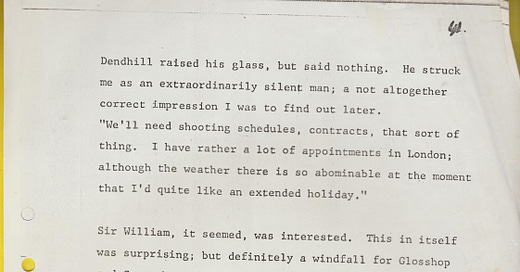 41.
Dendhill raised his glass, but said nothing.  He struck
me as an extraordinarily silent man; a not altogether
correct impression I was to find out later.
"We'll need shooting schedules, contracts, that sort of
thing.  I have rather a lot of appointments in London;
although the weather there is so abominable at the moment
that I'd quite like an extended holiday."
Sir William, it seemed, was interested.  This in itself
was surprising; but definitely a windfall for Glosshop